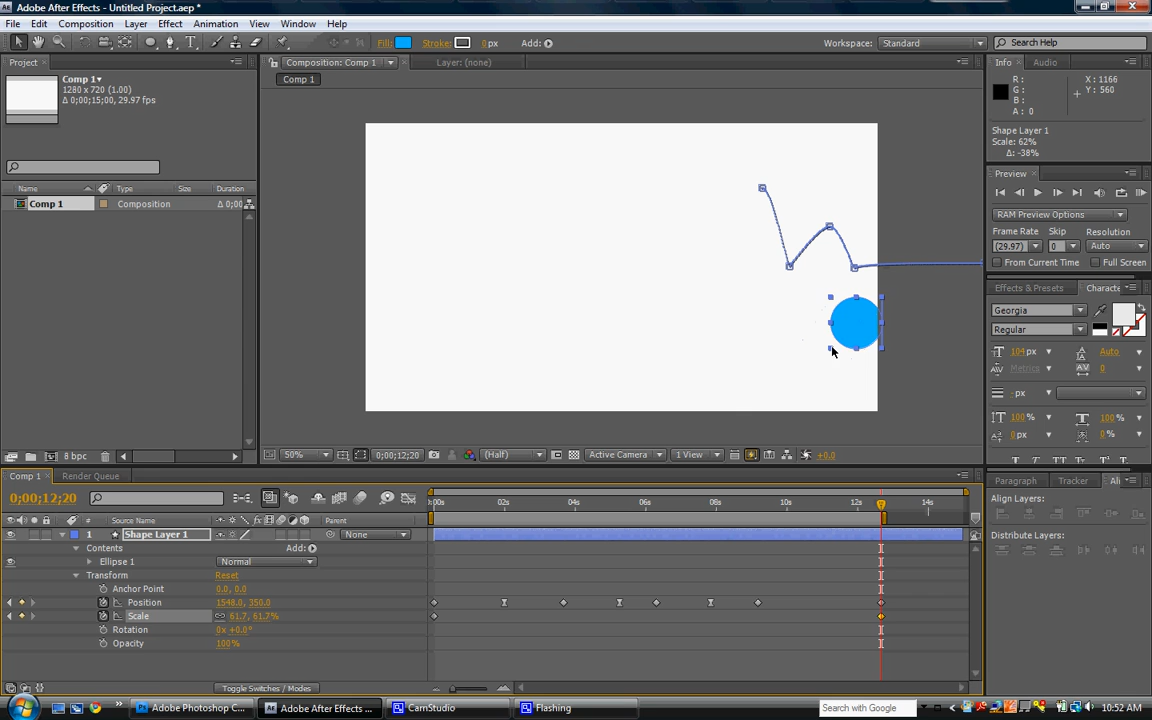 Adobe After Effects - Untitled Project.aep *
File Edit Composition Layer Effect Animation View Window Help
Fill: Stroke: 0 px Add:
Workspace: Standard
Search Help
Project
Comp 1
1280 x 720 (1.00)
Δ 0;00;15;00, 29.97 fps
Name Type Size Duration
Comp 1 Composition Δ 0;00
8 bpc
Composition: Comp 1 Layer: (none)
Comp 1
50% 0;00;12;20 (Half) Active Camera 1 View +0.0
Info Audio
R : X : 1166
G : Y : 560
B :
A : 0
Shape Layer 1
Scale: 62%
Δ: -38%
Preview
RAM Preview Options
Frame Rate Skip Resolution
(29.97) 0 Auto
From Current Time Full Screen
Effects & Presets Characte
Georgia
Regular
184 px Auto
Metrics 0
- px
100 % 100 %
0 px 0 %
T T TT Tt T¹ T₁
Paragraph Tracker Ali
Align Layers:
Distribute Layers:
Comp 1 Render Queue
0;00;12;20
# Source Name Parent
:00s 02s 04s 06s 08s 10s 12s 14s
1 Shape Layer 1 None
Contents Add:
Ellipse 1 Normal
Transform Reset
Anchor Point 0.0, 0.0
Position 1548.0, 350.0
Scale 61.7, 61.7%
Rotation 0x +0.0°
Opacity 100%
Toggle Switches / Modes
Adobe Photoshop C... Adobe After Effects ... CamStudio Flashing Search with Google 10:52 AM